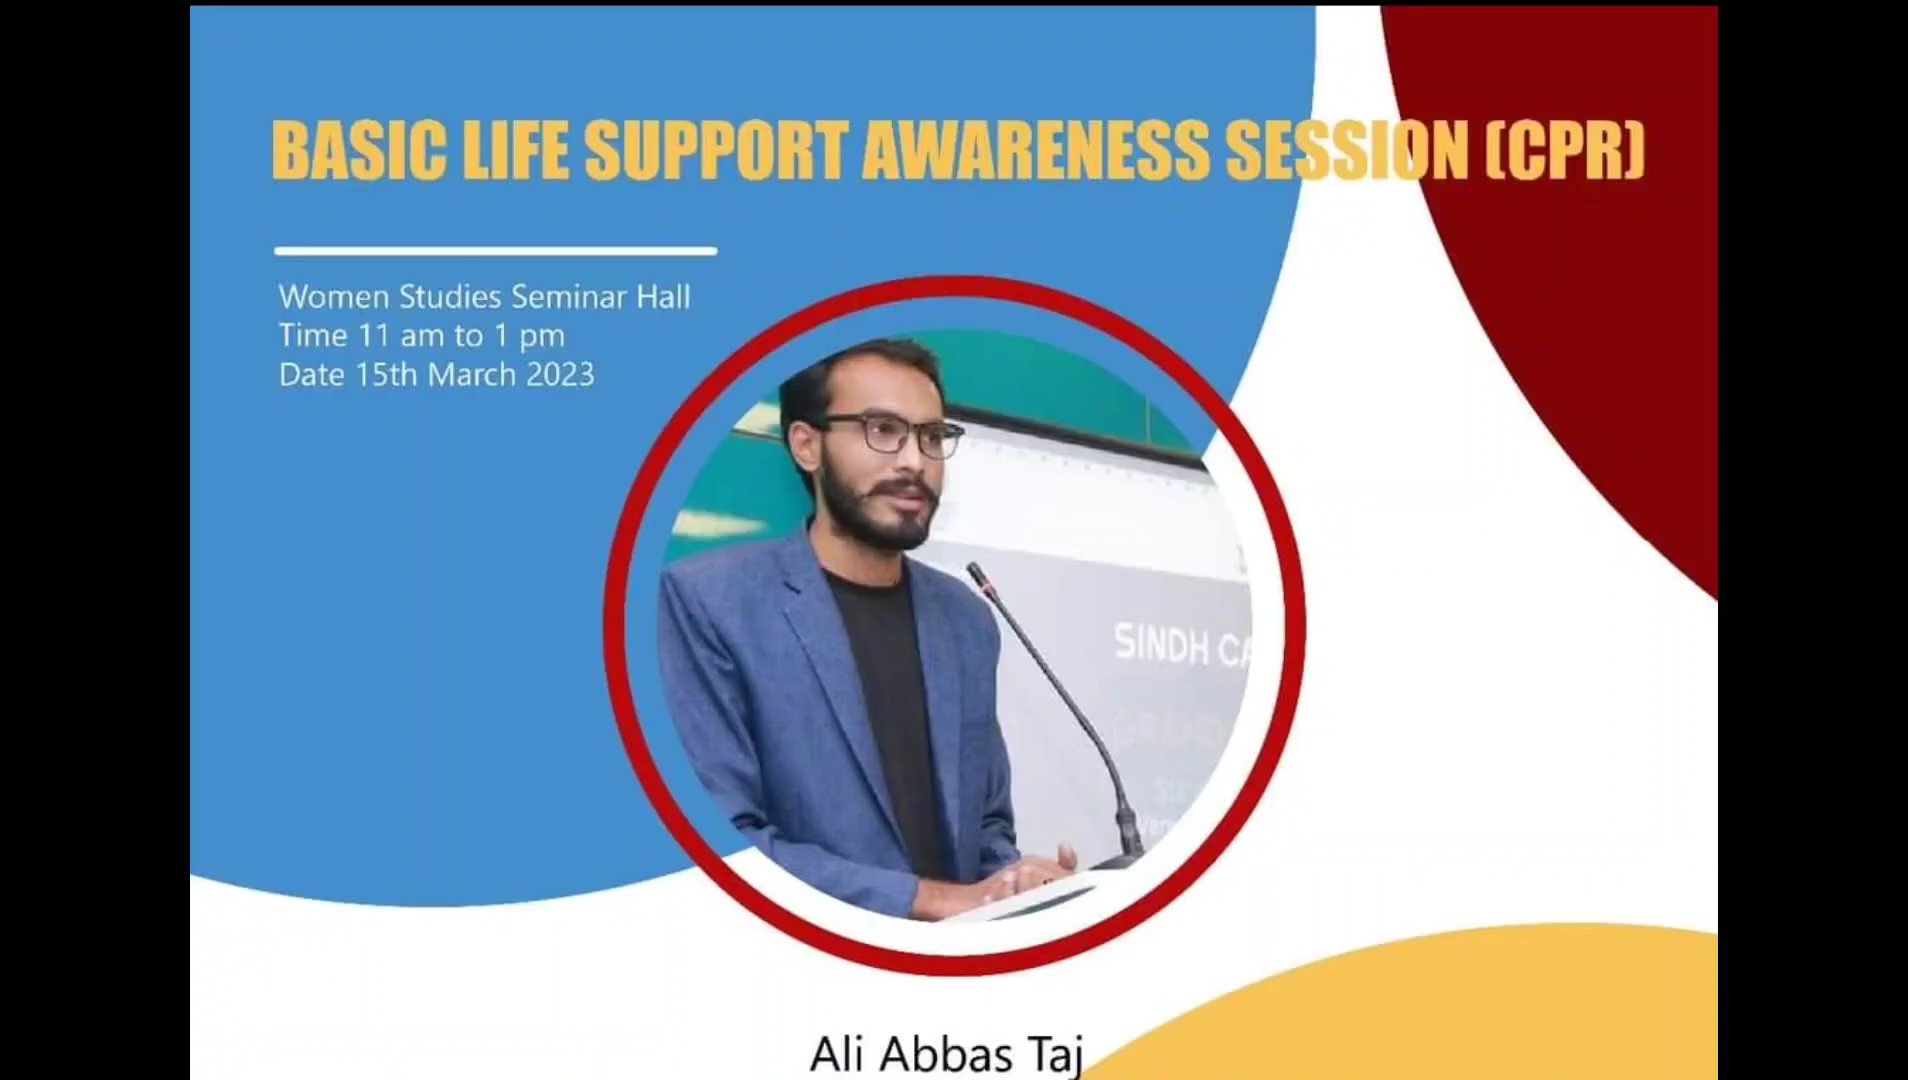 BASIC LIFE SUPPORT AWARENESS SESSION (CPR)
Women Studies Seminar Hall
Time 11 am to 1 pm
Date 15th March 2023
SINDH
Ali Abbas Taj